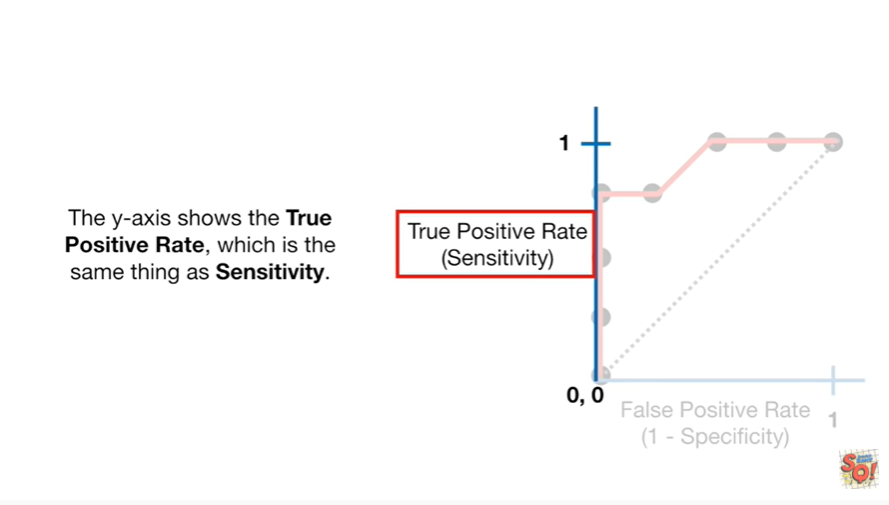 The y-axis shows the True
Positive Rate, which is the
same thing as Sensitivity.
1
True Positive Rate
(Sensitivity)
0, 0
False Positive Rate
(1 - Specificity)
1
SQ!